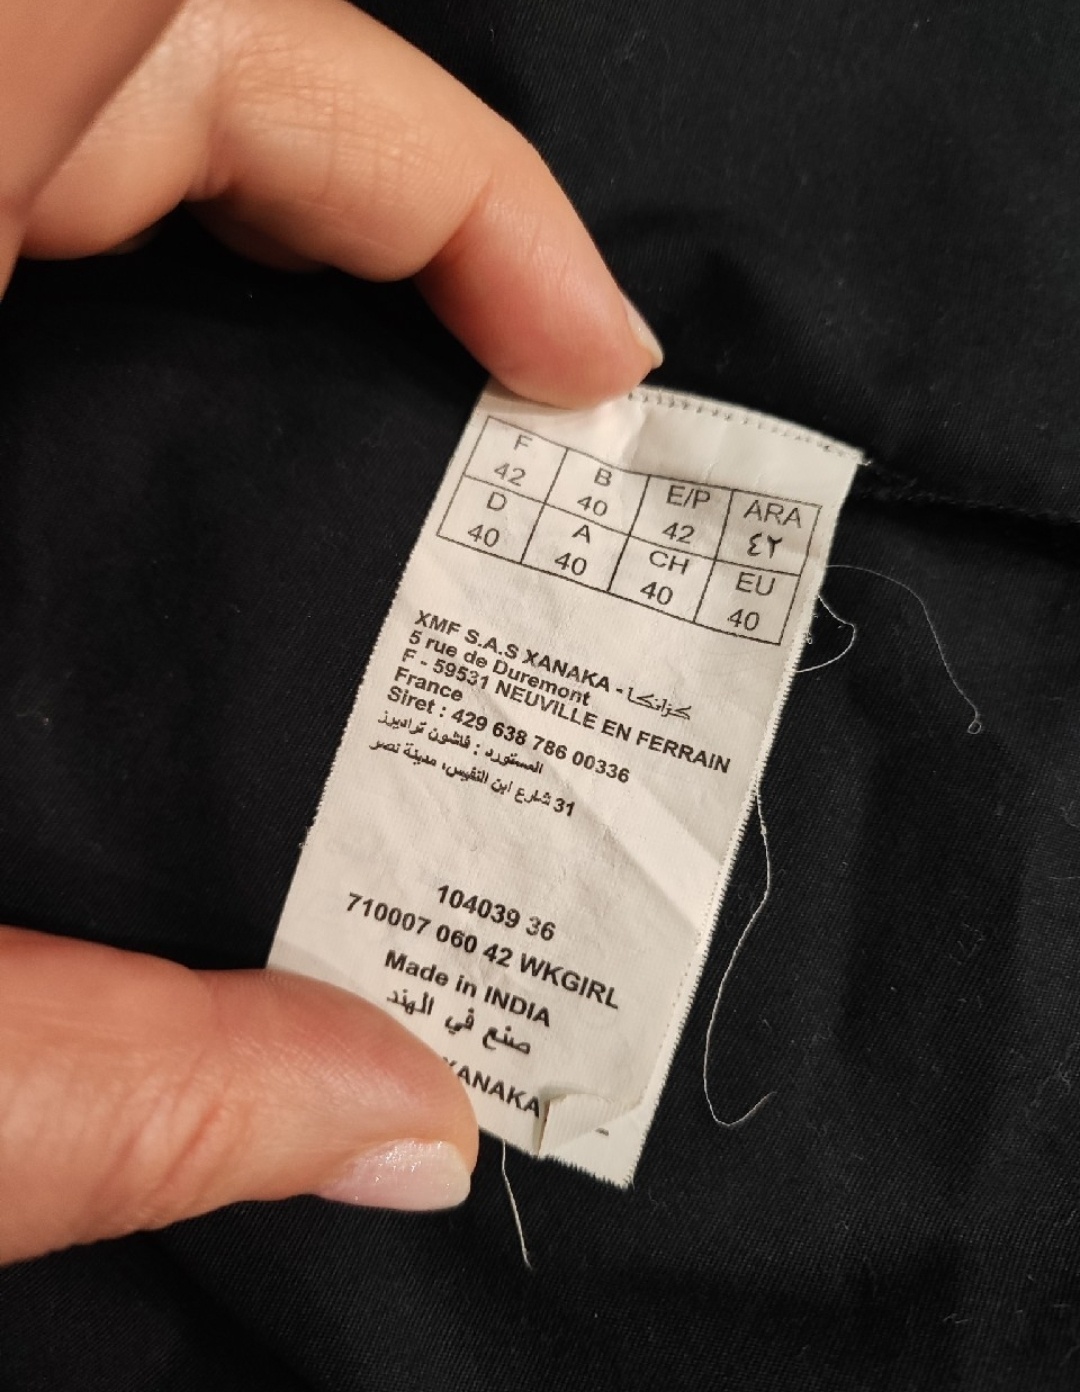 F B E/P ARA
42 40 42 ٤٢
D A CH EU
40 40 40 40
XMF S.A.S XANAKA - كزانكا
5 rue de Duremont
F - 59531 NEUVILLE EN FERRAIN
France
Siret : 429 638 786 00336
المستورد : فاشون تراديرز
31 شارع ابن النفيس، مدينة نصر
104039 36
710007 060 42 WKGIRL
Made in INDIA
صنع في الهند
XANAKA